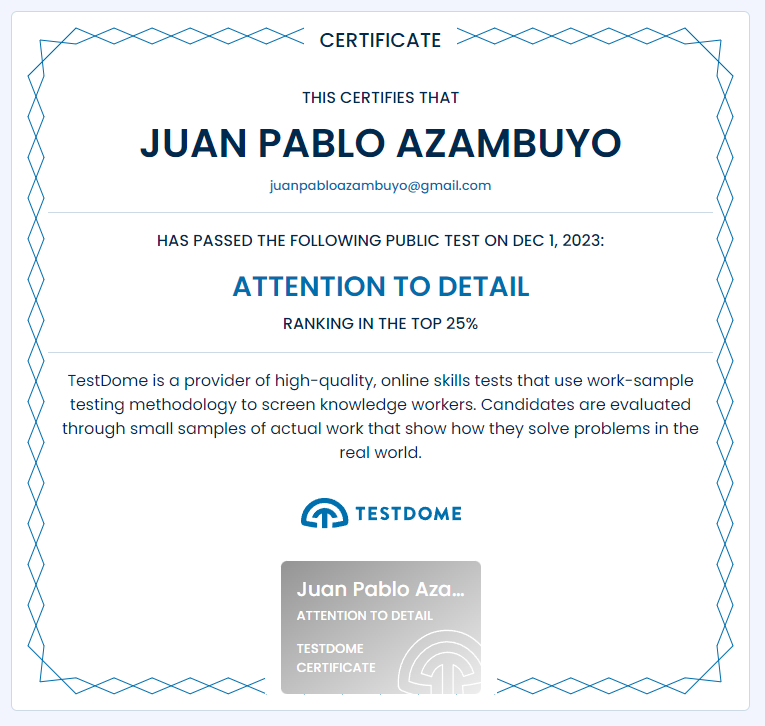 CERTIFICATE
THIS CERTIFIES THAT
JUAN PABLO AZAMBUYO
juanpabloazambuyo@gmail.com
HAS PASSED THE FOLLOWING PUBLIC TEST ON DEC 1, 2023:
ATTENTION TO DETAIL
RANKING IN THE TOP 25%
TestDome is a provider of high-quality, online skills tests that use work-sample
testing methodology to screen knowledge workers. Candidates are evaluated
through small samples of actual work that show how they solve problems in the
real world.
TESTDOME
Juan Pablo Aza...
ATTENTION TO DETAIL
TESTDOME
CERTIFICATE